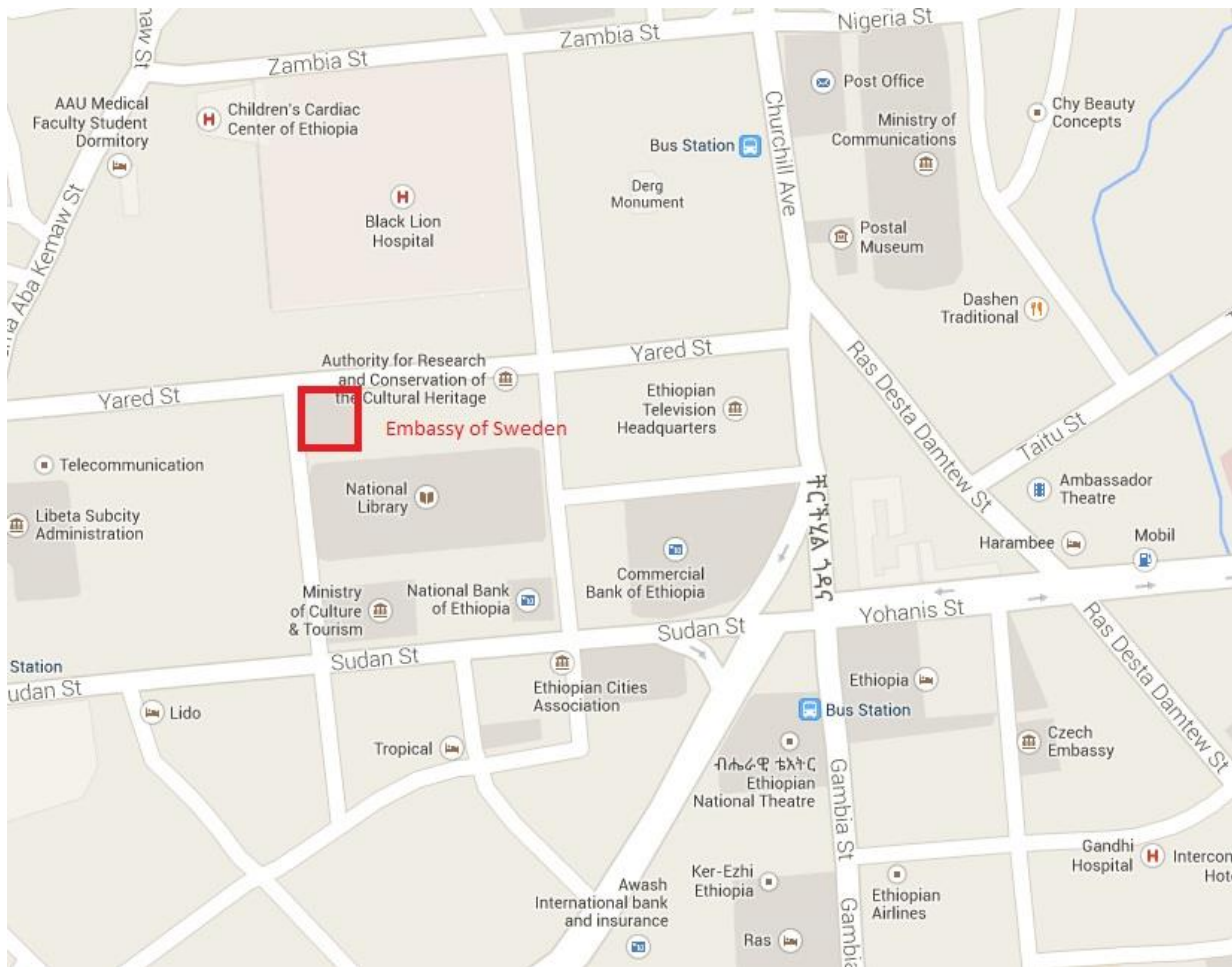 Nigeria St
Zambia St
Zambia St
AAU Medical
Faculty Student
Dormitory
Children's Cardiac
Center of Ethiopia
Post Office
Chy Beauty
Concepts
Ministry of
Communications
Bus Station
Churchill Ave
Derg
Monument
Black Lion
Hospital
Postal
Museum
Dashen
Traditional
Aba Kemaw St
Yared St
Authority for Research
and Conservation of
the Cultural Heritage
Yared St
Ethiopian
Television
Headquarters
Ras Desta Damtew St
Taitu St
Embassy of Sweden
Telecommunication
National
Library
Libeta Subcity
Administration
ቸርችሂል ጎዳና
Ambassador
Theatre
Harambee
Mobil
Commercial
Bank of Ethiopia
National Bank
of Ethiopia
Ministry
of Culture
& Tourism
Yohanis St
Sudan St
Sudan St
Station
udan St
Ras Desta Damtew St
Ethiopian Cities
Association
Ethiopia
Bus Station
Lido
Tropical
Czech
Embassy
ብሔራዊ ቴአትር
Ethiopian
National Theatre
Gambia St
Gandhi
Hospital
Intercon
Hot
Ker-Ezhi
Ethiopia
Ethiopian
Airlines
Awash
International bank
and insurance
Ras
Gambia